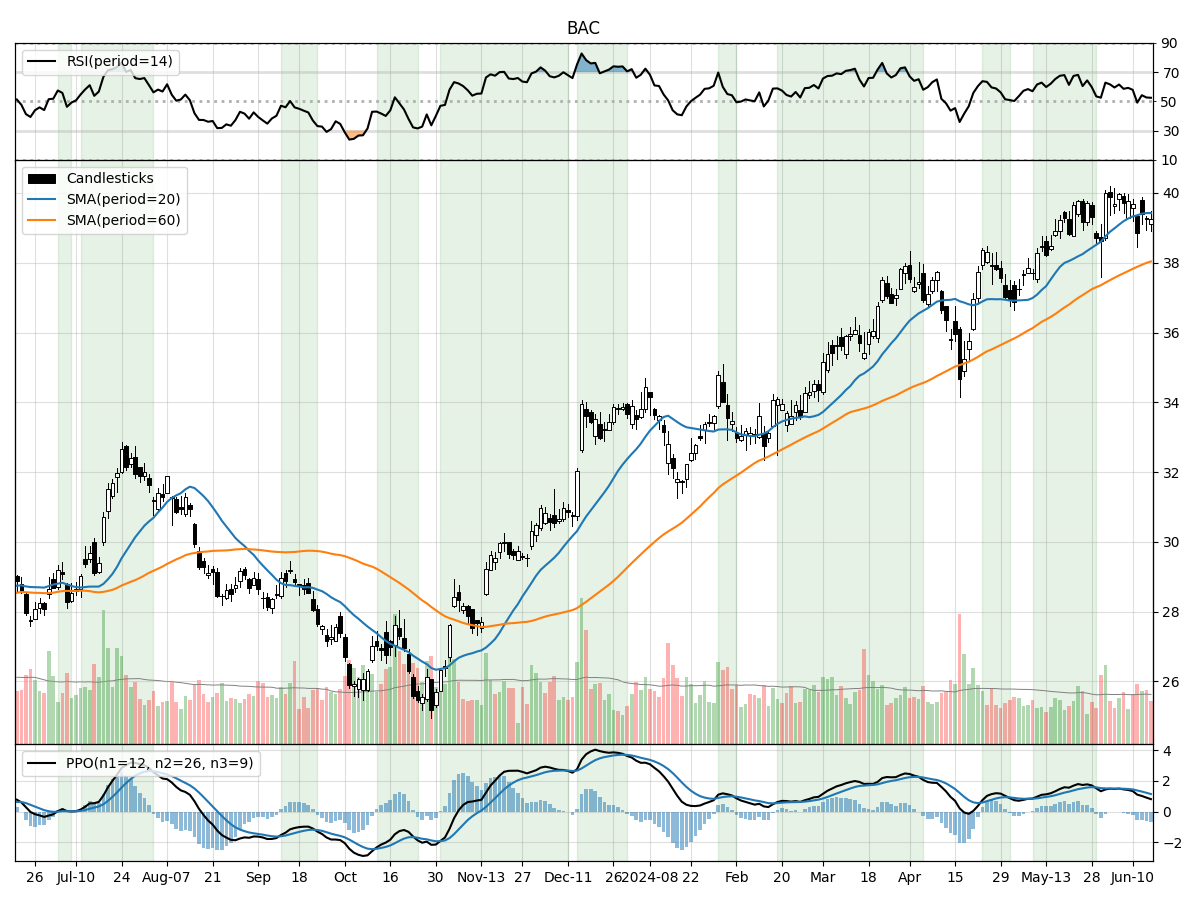 BAC
RSI(period=14)
90
70
50
30
10
Candlesticks
SMA(period=20)
SMA(period=60)
40
38
36
34
32
30
28
26
PPO(n1=12, n2=26, n3=9)
4
2
0
−2
26 Jul-10 24 Aug-07 21 Sep 18 Oct 16 30 Nov-13 27 Dec-11 26 2024-08 22 Feb 20 Mar 18 Apr 15 29 May-13 28 Jun-10